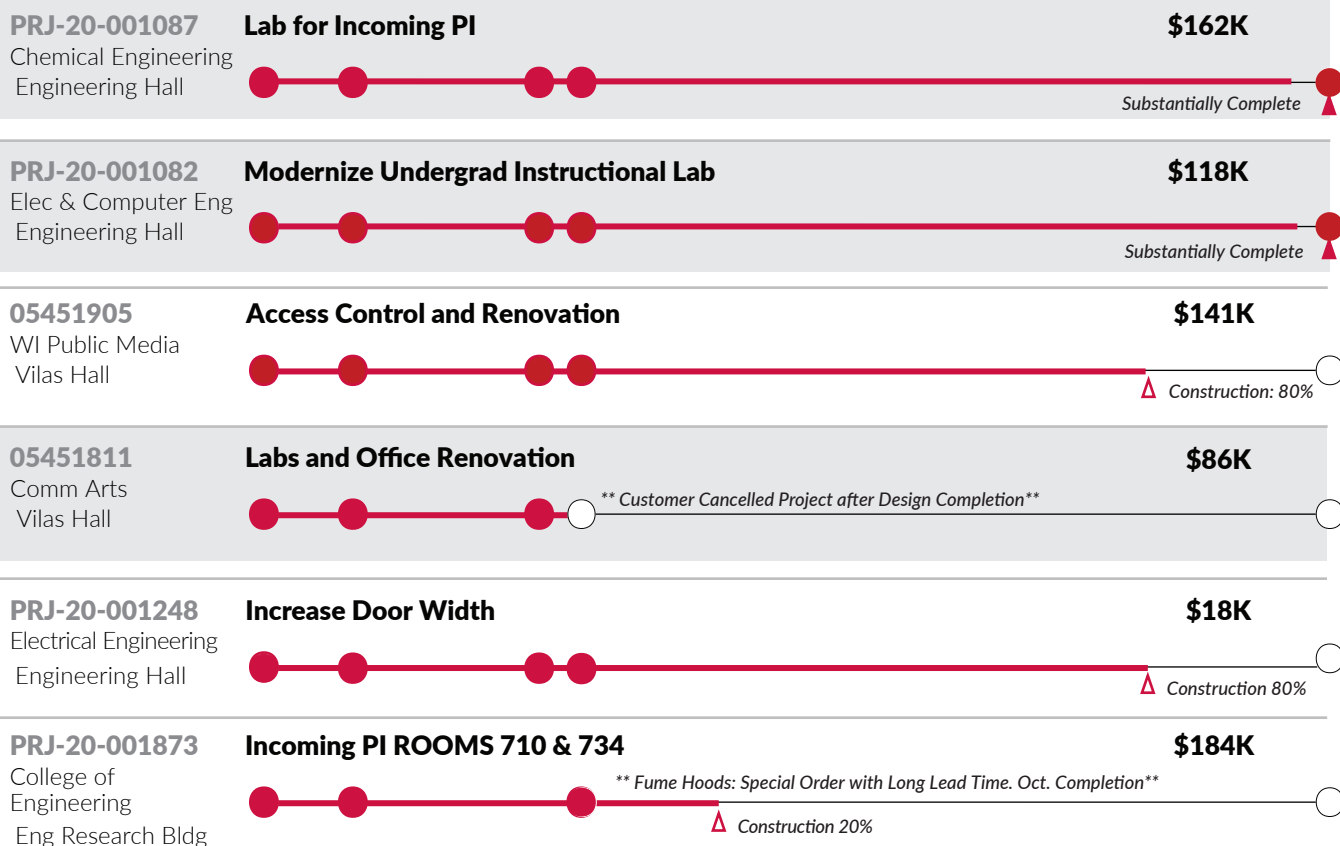 PRJ-20-001087 Lab for Incoming PI $162K
Chemical Engineering
Engineering Hall
Substantially Complete
PRJ-20-001082 Modernize Undergrad Instructional Lab $118K
Elec & Computer Eng
Engineering Hall
Substantially Complete
05451905 Access Control and Renovation $141K
WI Public Media
Vilas Hall
Construction: 80%
05451811 Labs and Office Renovation $86K
Comm Arts
** Customer Cancelled Project after Design Completion**
Vilas Hall
PRJ-20-001248 Increase Door Width $18K
Electrical Engineering
Engineering Hall
Construction 80%
PRJ-20-001873 Incoming PI ROOMS 710 & 734 $184K
College of
** Fume Hoods: Special Order with Long Lead Time. Oct. Completion**
Engineering
Construction 20%
Eng Research Bldg